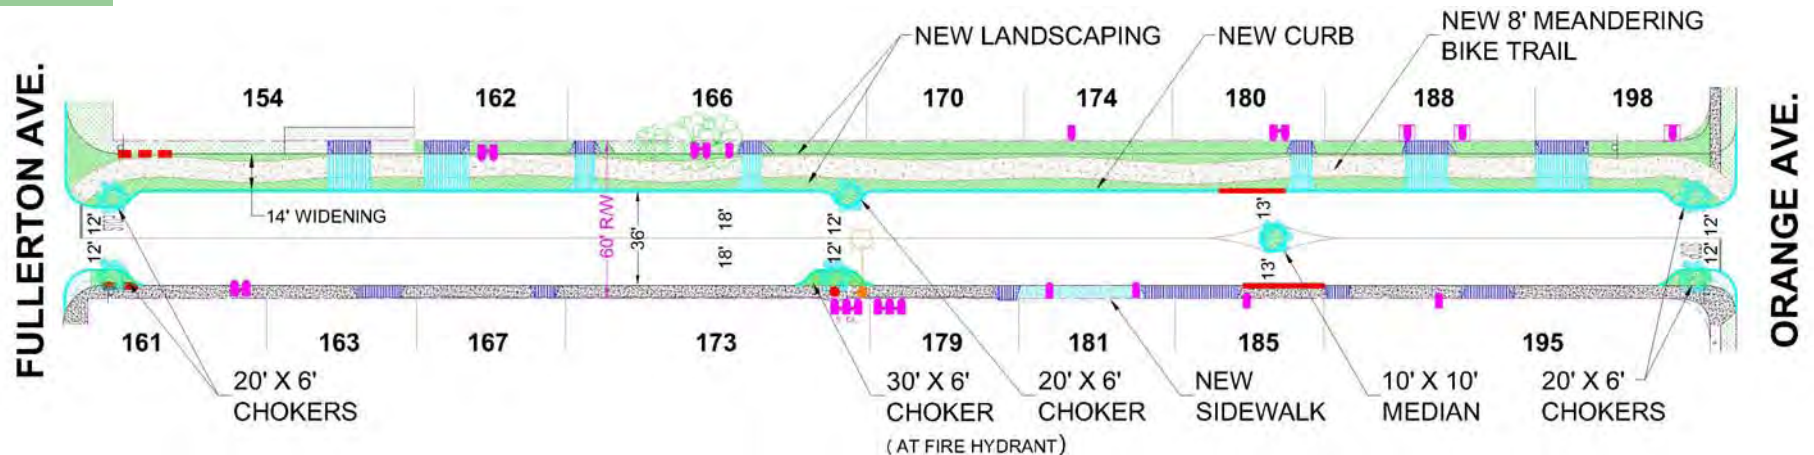 NEW LANDSCAPING
NEW CURB
NEW 8' MEANDERING
BIKE TRAIL
FULLERTON AVE.
154
162
166
170
174
180
188
198
ORANGE AVE.
14' WIDENING
60' R/W
36'
18'
18'
12'
12'
12'
12'
13'
13'
12'
12'
161
163
167
173
179
181
185
195
20' X 6'
CHOKERS
30' X 6'
CHOKER
(AT FIRE HYDRANT)
20' X 6'
CHOKER
NEW
SIDEWALK
10' X 10'
MEDIAN
20' X 6'
CHOKERS